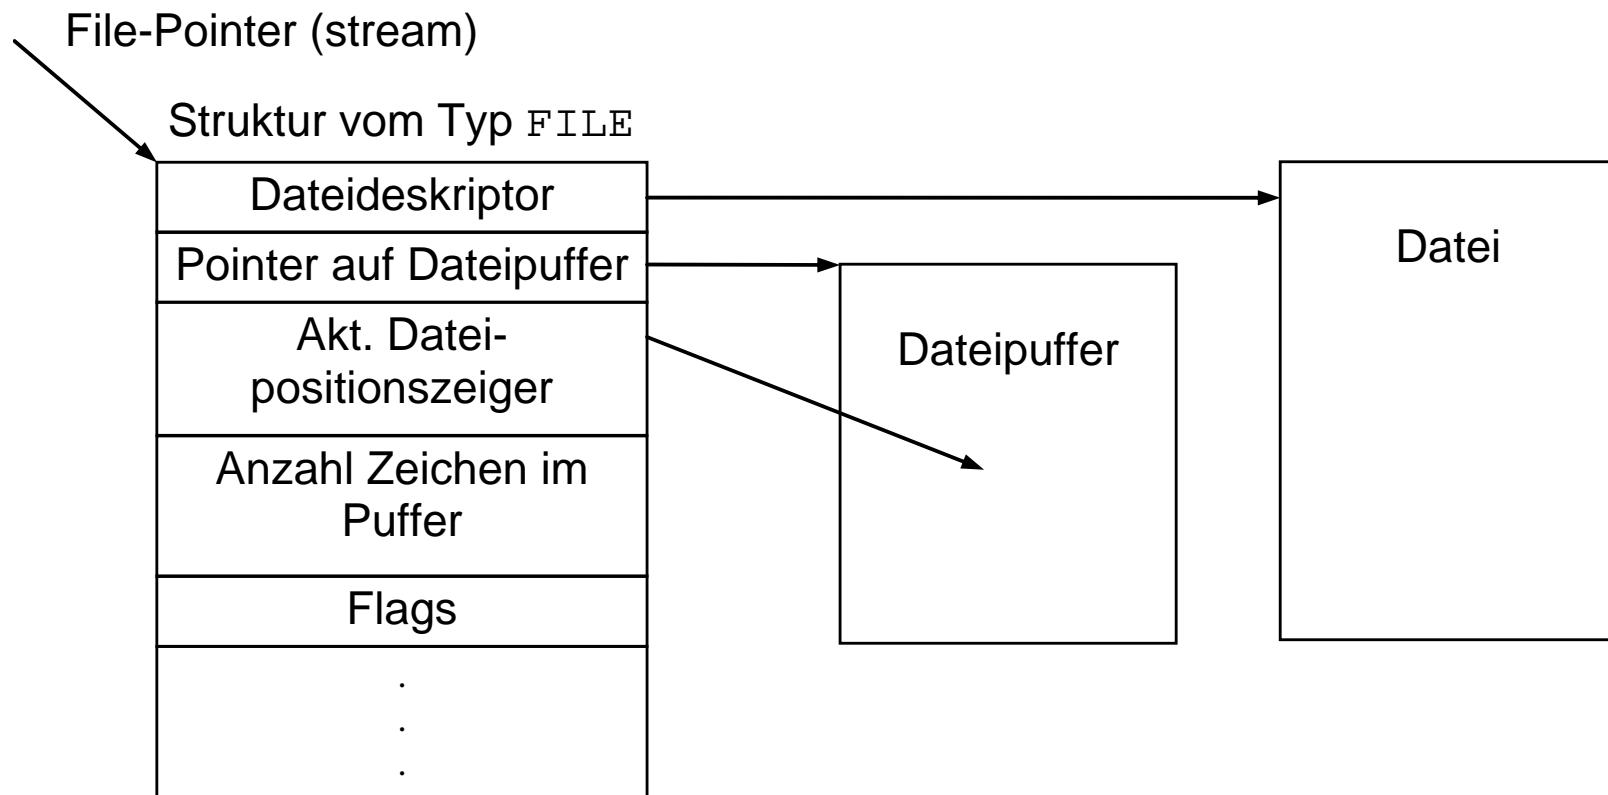 File-Pointer (stream)
Struktur vom Typ FILE
Dateideskriptor
Pointer auf Dateipuffer
Akt. Datei-
positionszeiger
Anzahl Zeichen im
Puffer
Flags
.
.
.
Dateipuffer
Datei